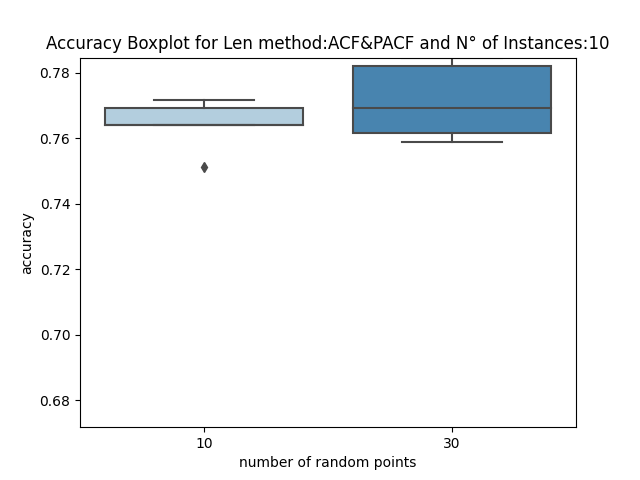 Accuracy Boxplot for Len method:ACF&PACF and N° of Instances:10
0.78
0.76
0.74
0.72
0.70
0.68
accuracy
10 30
number of random points